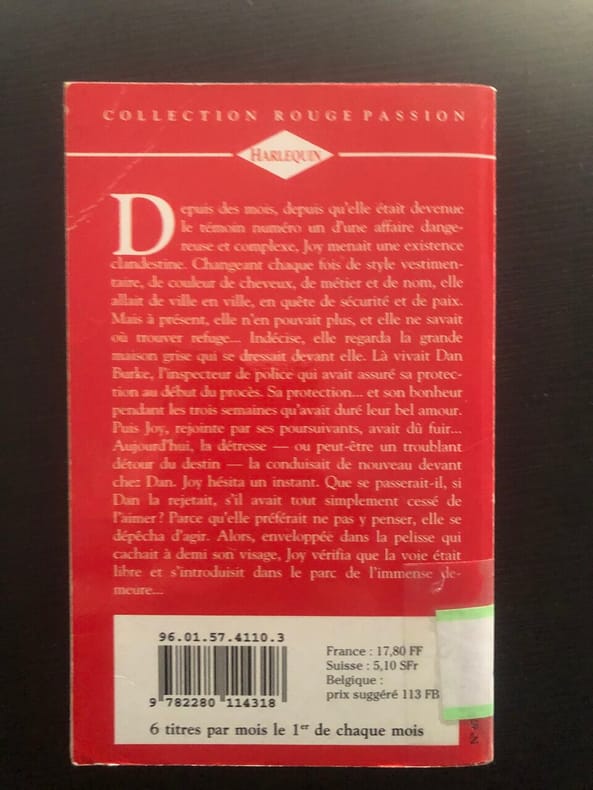 COLLECTION ROUGE PASSION
HARLEQUIN
Depuis des mois, depuis qu'elle était devenue
le témoin numéro un d'une affaire dange-
reuse et complexe, Joy menait une existence
clandestine. Changeant chaque fois de style vestimen-
taire, de couleur de cheveux, de métier et de nom, elle
allait de ville en ville, en quête de sécurité et de paix.
Mais à présent, elle n'en pouvait plus, et elle ne savait
où trouver refuge... Indécise, elle regarda la grande
maison grise qui se dressait devant elle. Là vivait Dan
Burke, l'inspecteur de police qui avait assuré sa protec-
tion au début du procès. Sa protection... et son bonheur
pendant les trois semaines qu'avait duré leur bel amour.
Puis Joy, rejointe par ses poursuivants, avait dû fuir...
Aujourd'hui, la détresse — ou peut-être un troublant
détour du destin — la conduisait de nouveau devant
chez Dan. Joy hésita un instant. Que se passerait-il, si
Dan la rejetait, s'il avait tout simplement cessé de
l'aimer ? Parce qu'elle préférait ne pas y penser, elle se
dépêcha d'agir. Alors, enveloppée dans la pelisse qui
cachait à demi son visage, Joy vérifia que la voie était
libre et s'introduisit dans le parc de l'immense de-
meure...
96.01.57.4110.3
9 782280 114318
France : 17,80 FF
Suisse : 5,10 SFr
Belgique :
prix suggéré 113 FB
6 titres par mois le 1er de chaque mois